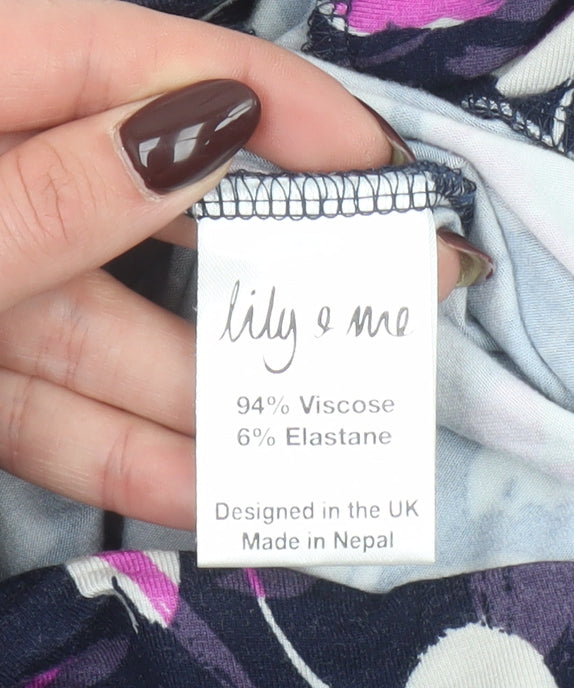 lily & me
94% Viscose
6% Elastane
Designed in the UK
Made in Nepal